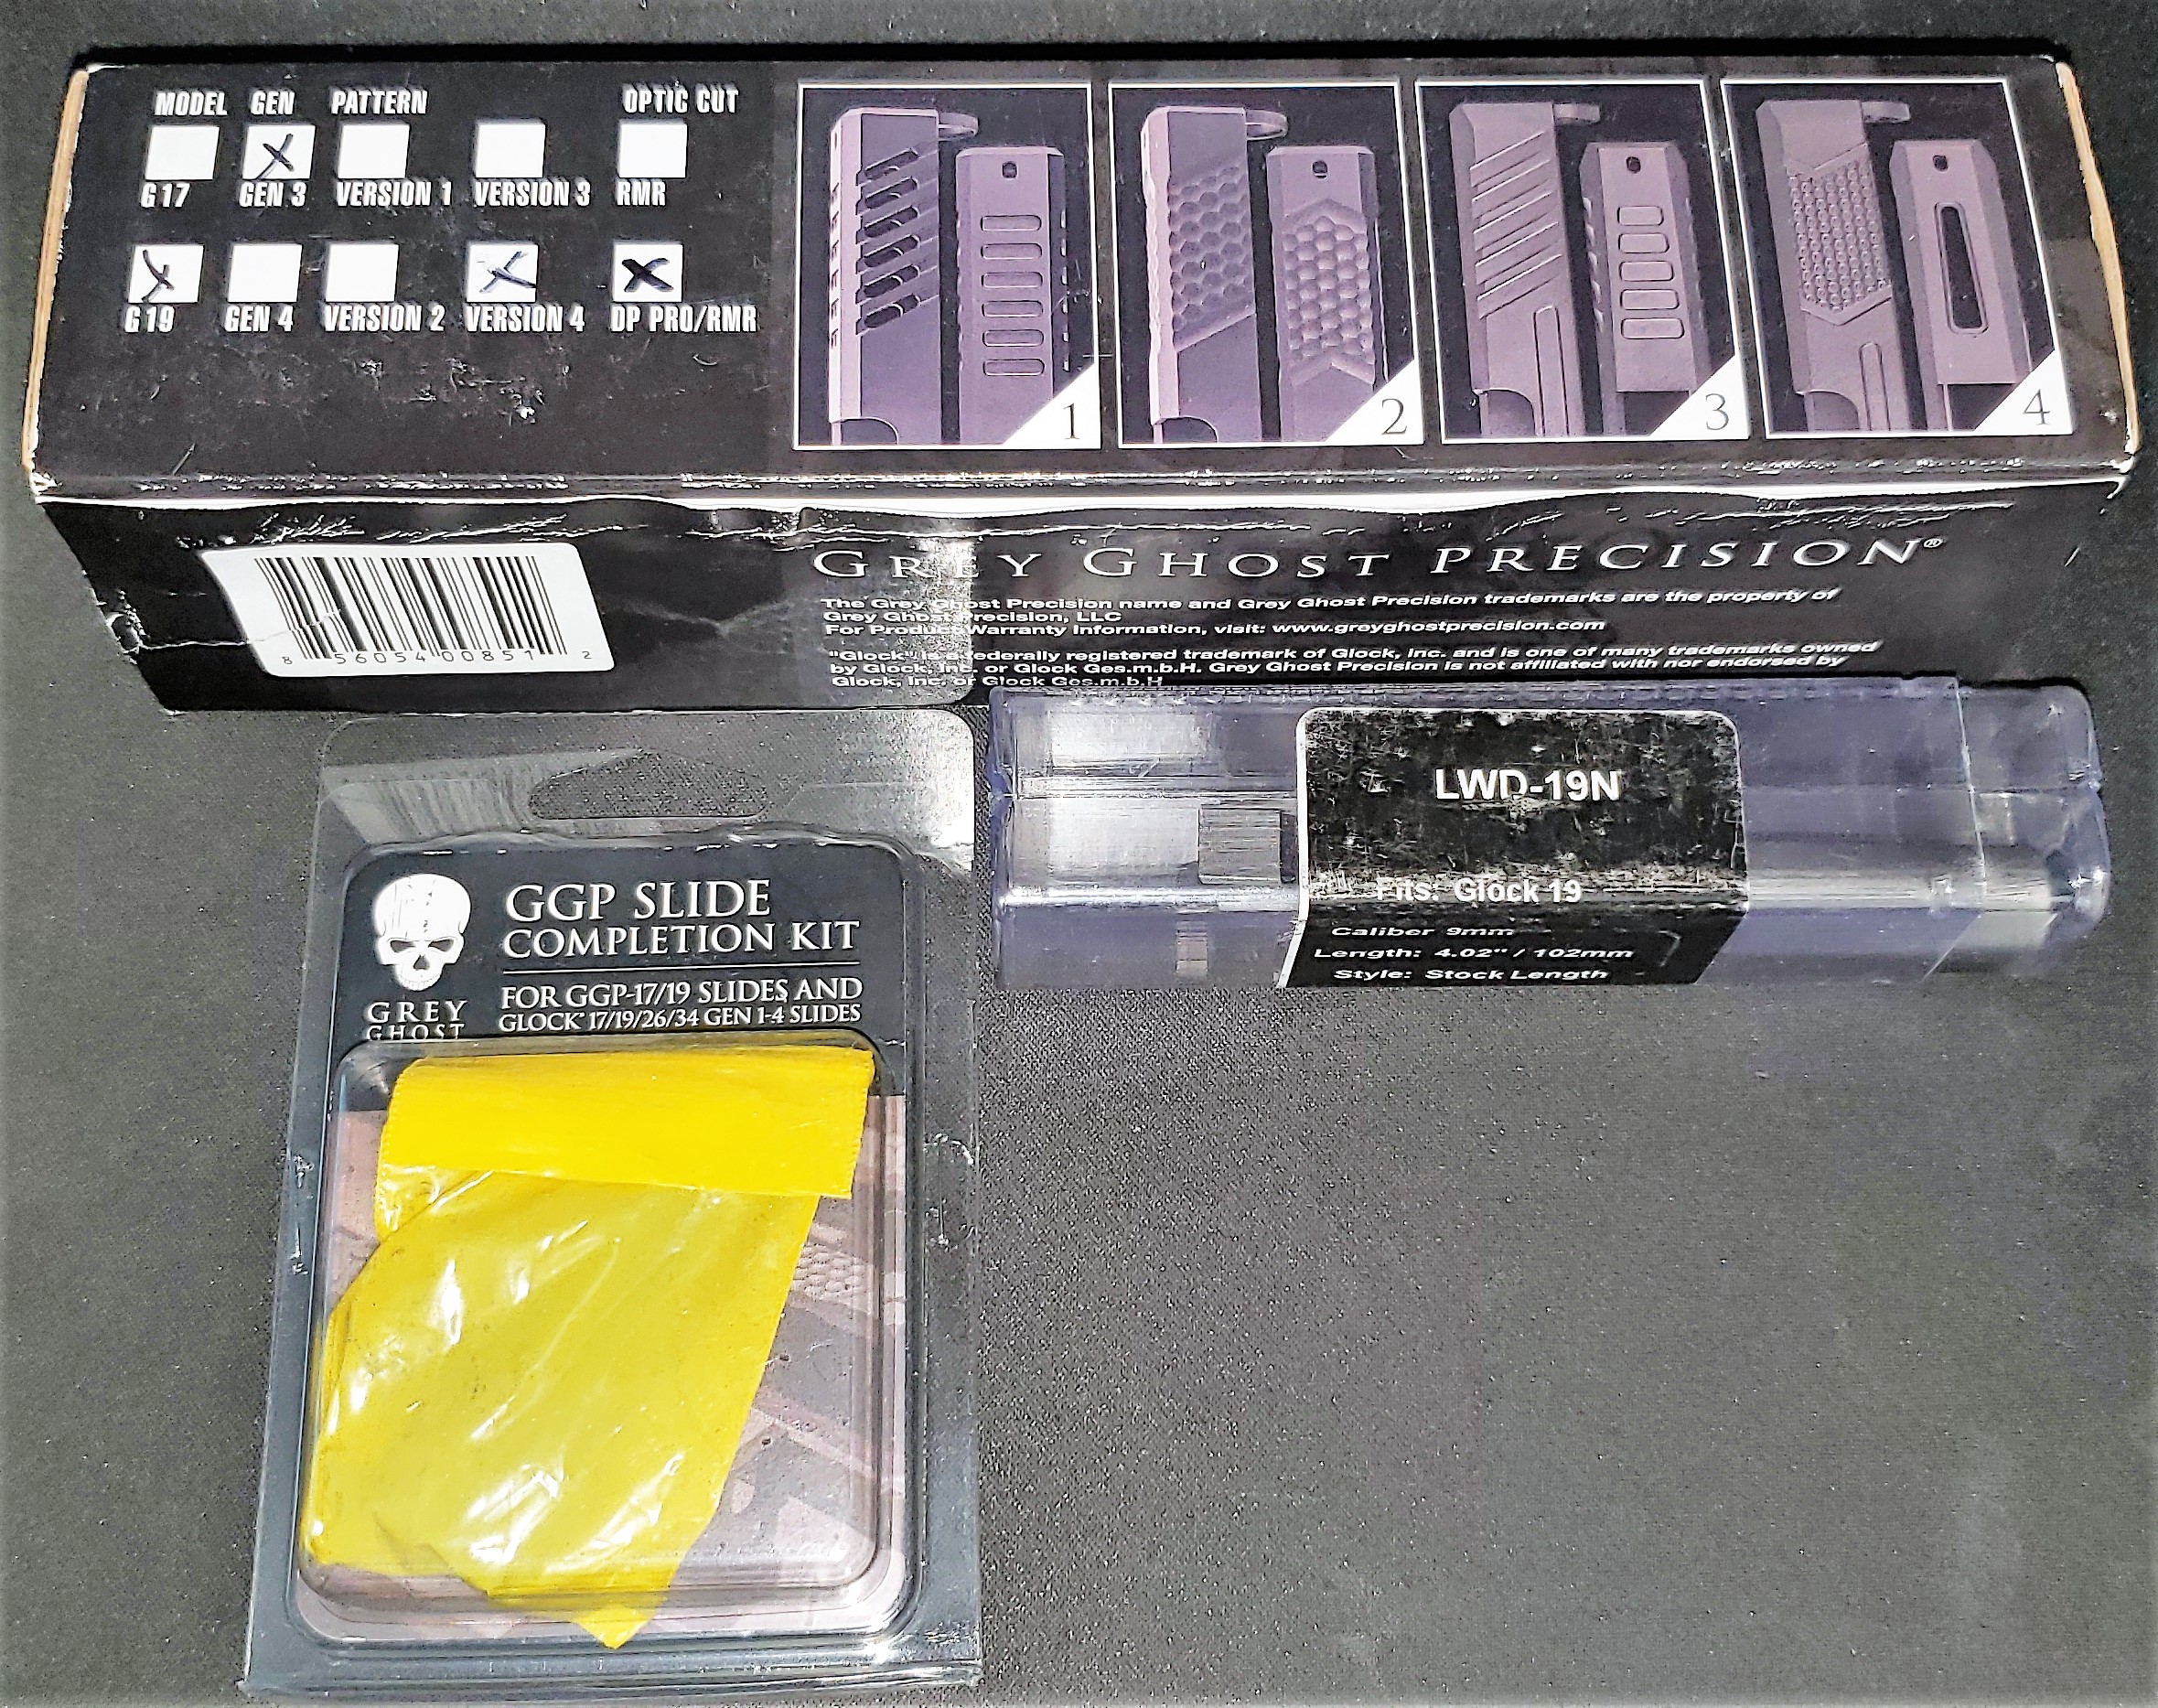 MODEL GEN PATTERN OPTIC CUT
G17 GEN 3 VERSION 1 VERSION 3 RMR
G19 GEN 4 VERSION 2 VERSION 4 DP PRO/RMR
1 2 3 4
8 56054 00851 2
GREY GHOST PRECISION®
The Grey Ghost Precision name and Grey Ghost Precision trademarks are the property of
Grey Ghost Precision, LLC
For Product Warranty Information, visit: www.greyghostprecision.com
"Glock" is a federally registered trademark of Glock, Inc. and is one of many trademarks owned
by Glock, Inc. or Glock Ges.m.b.H. Grey Ghost Precision is not affiliated with nor endorsed by
Glock, Inc. or Glock Ges.m.b.H
LWD-19N
Fits: Glock 19
Caliber 9mm
Length: 4.02" / 102mm
Style: Stock Length
GGP SLIDE
COMPLETION KIT
FOR GGP-17/19 SLIDES AND
GLOCK® 17/19/26/34 GEN 1-4 SLIDES
GREY
GHOST